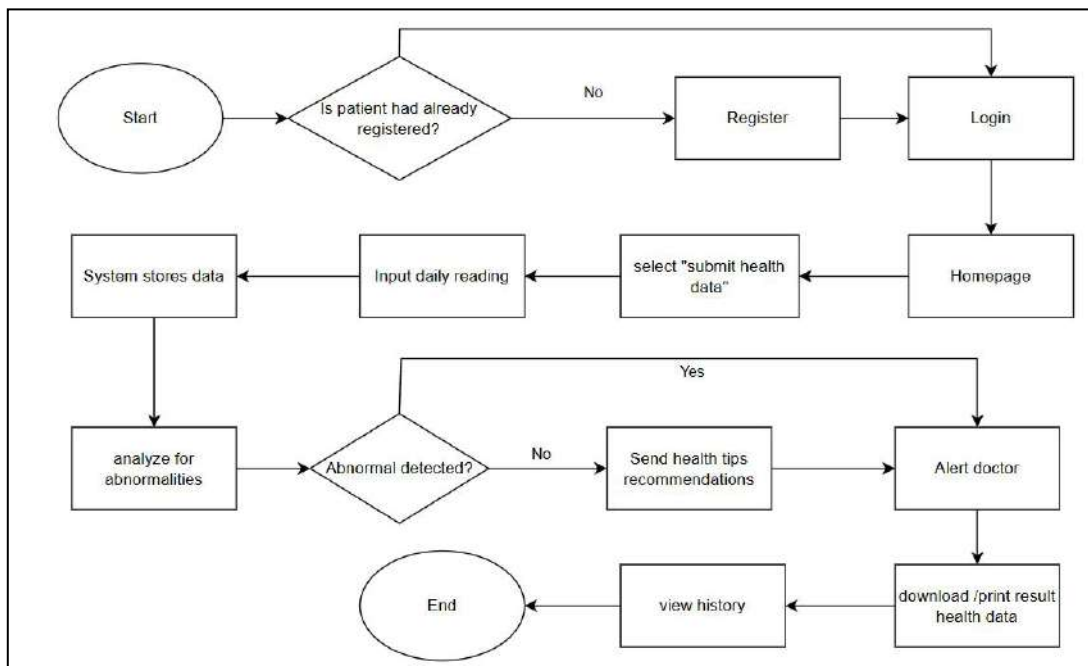 Start
Is patient had already
registered?
No
Register
Login
System stores data
Input daily reading
select "submit health
data"
Homepage
Yes
analyze for
abnormalities
Abnormal detected?
No
Send health tips
recommendations
Alert doctor
End
view history
download /print result
health data